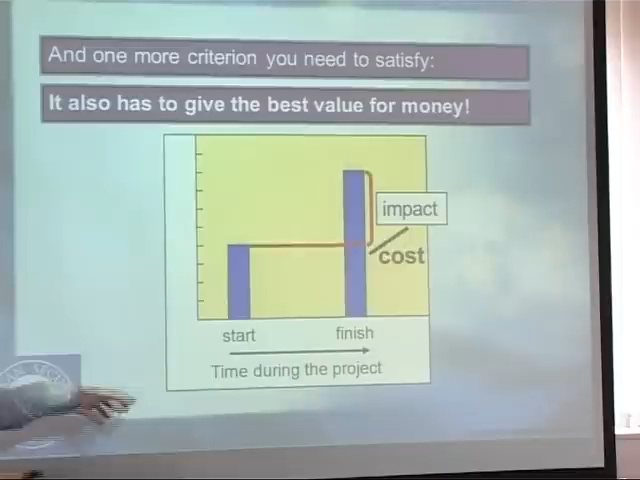 And one more criterion you need to satisfy:
It also has to give the best value for money!
impact
cost
start finish
Time during the project